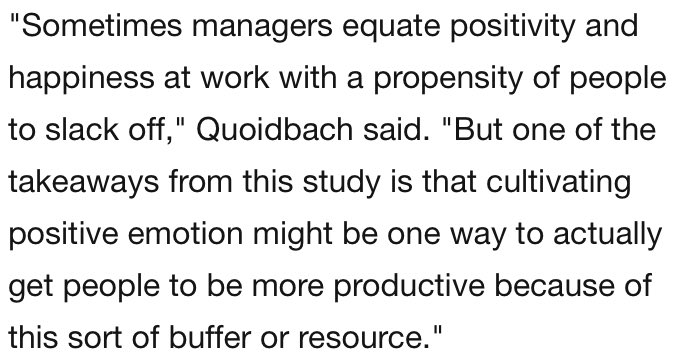 "Sometimes managers equate positivity and
happiness at work with a propensity of people
to slack off," Quoidbach said. "But one of the
takeaways from this study is that cultivating
positive emotion might be one way to actually
get people to be more productive because of
this sort of buffer or resource."